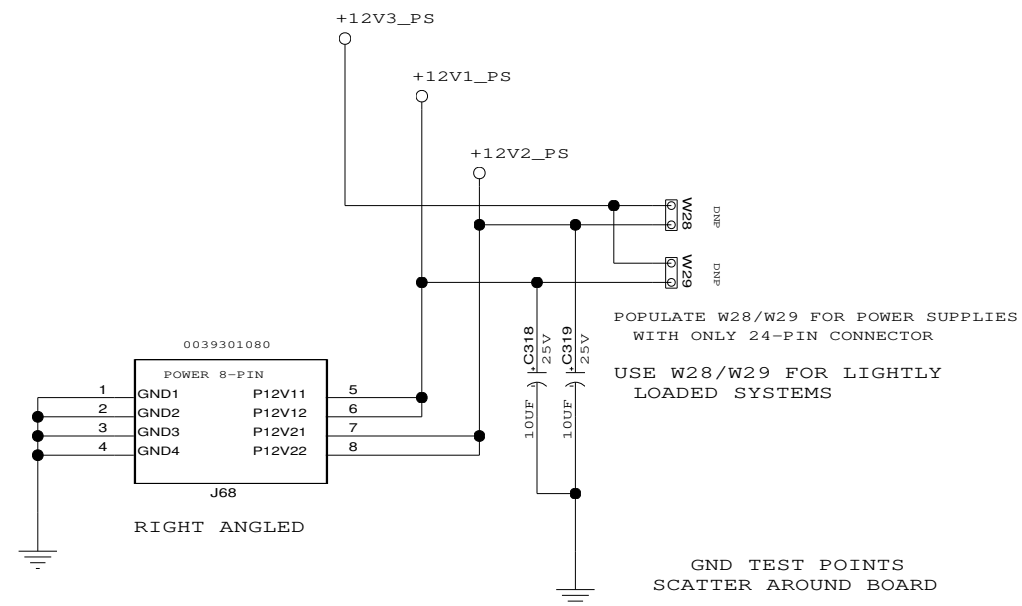 +12V3_PS
+12V1_PS
+12V2_PS
W28
DNP
W29
DNP
POPULATE W28/W29 FOR POWER SUPPLIES
WITH ONLY 24-PIN CONNECTOR
USE W28/W29 FOR LIGHTLY
LOADED SYSTEMS
+C318
25V
10UF
+C319
25V
10UF
0039301080
POWER 8-PIN
1 GND1 P12V11 5
2 GND2 P12V12 6
3 GND3 P12V21 7
4 GND4 P12V22 8
J68
RIGHT ANGLED
GND TEST POINTS
SCATTER AROUND BOARD